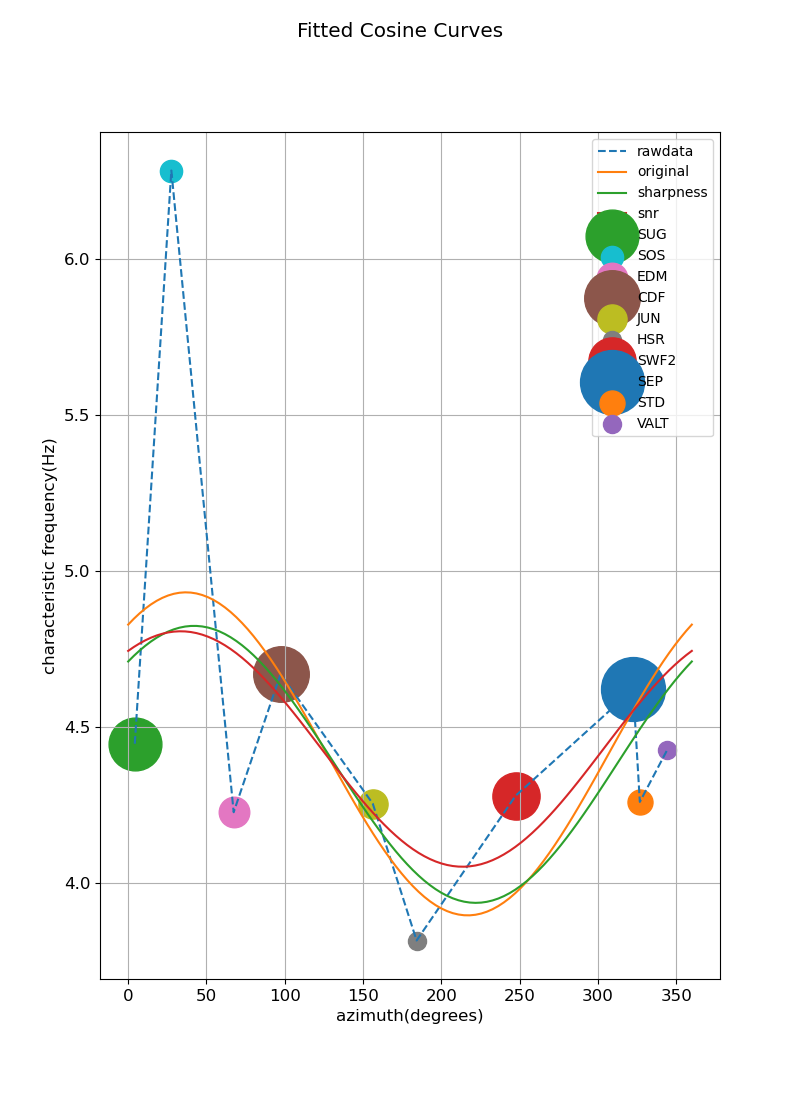 Fitted Cosine Curves
rawdata
original
sharpness
snr
SUG
SOS
EDM
CDF
JUN
HSR
SWF2
SEP
STD
VALT
characteristic frequency(Hz)
6.0
5.5
5.0
4.5
4.0
0 50 100 150 200 250 300 350
azimuth(degrees)